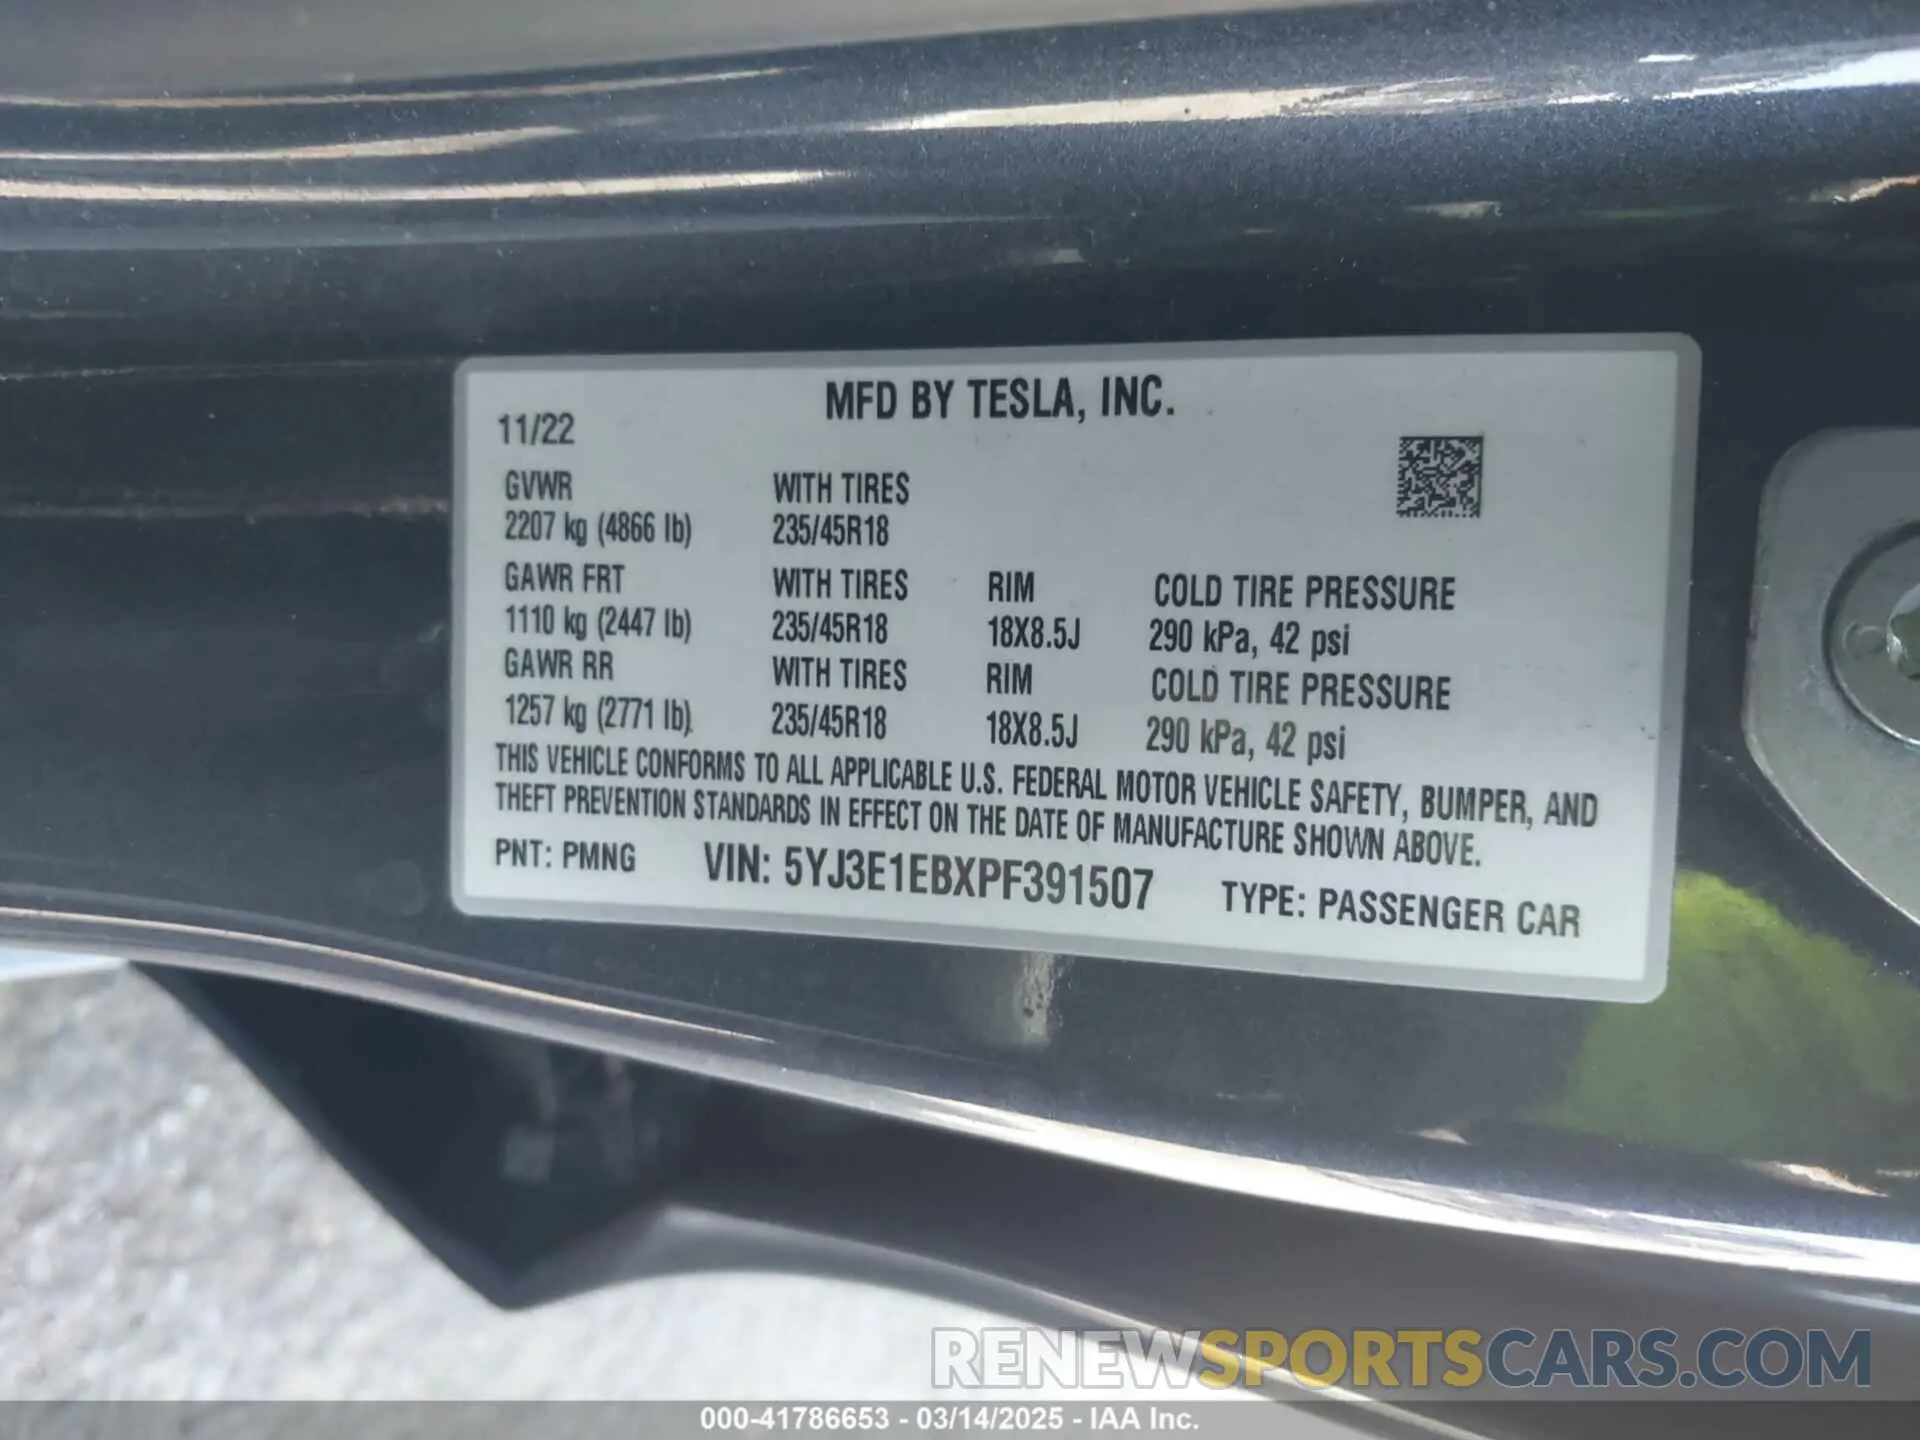 MFD BY TESLA, INC.
11/22
GVWR WITH TIRES
2207 kg (4866 lb) 235/45R18
GAWR FRT WITH TIRES RIM COLD TIRE PRESSURE
1110 kg (2447 lb) 235/45R18 18X8.5J 290 kPa, 42 psi
GAWR RR WITH TIRES RIM COLD TIRE PRESSURE
1257 kg (2771 lb) 235/45R18 18X8.5J 290 kPa, 42 psi
THIS VEHICLE CONFORMS TO ALL APPLICABLE U.S. FEDERAL MOTOR VEHICLE SAFETY, BUMPER, AND
THEFT PREVENTION STANDARDS IN EFFECT ON THE DATE OF MANUFACTURE SHOWN ABOVE.
PNT: PMNG VIN: 5YJ3E1EBXPF391507 TYPE: PASSENGER CAR
RENEWSPORTSCARS.COM
000-41786653 - 03/14/2025 - IAA Inc.